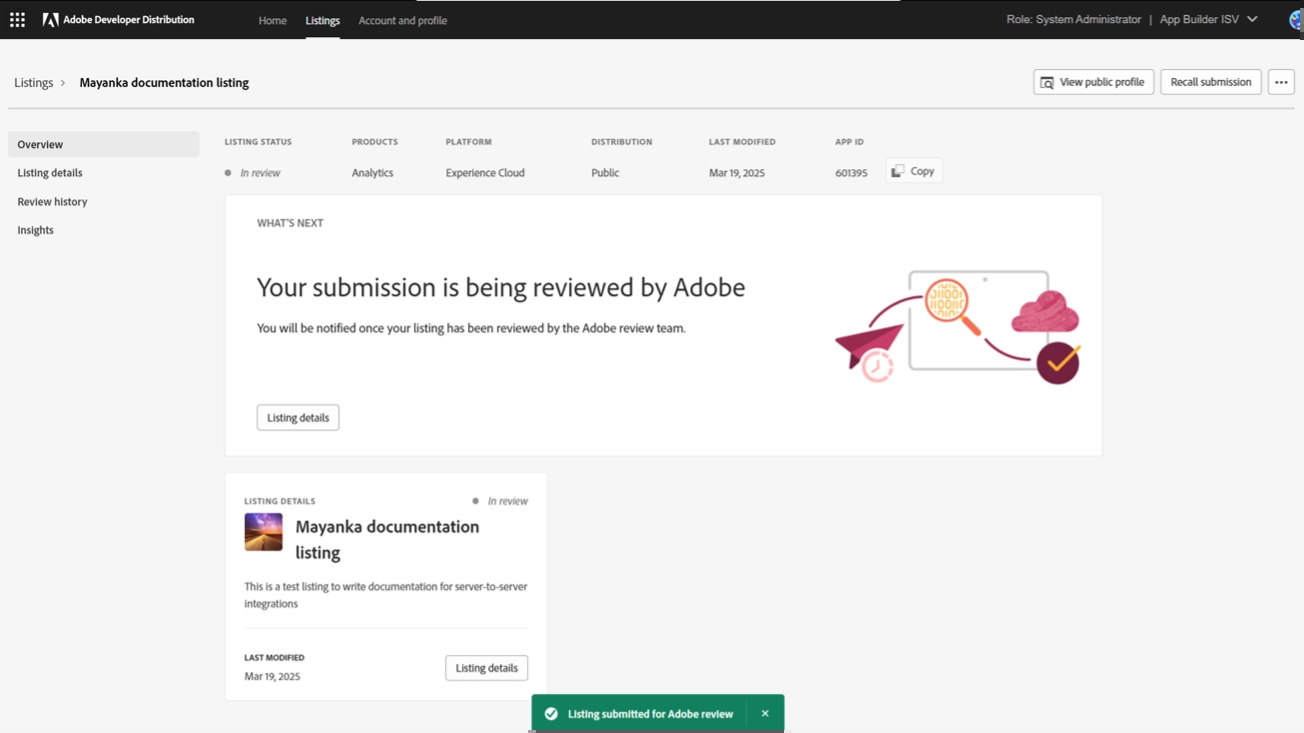 Adobe Developer Distribution Home Listings Account and profile Role: System Administrator | App Builder ISV
Listings > Mayanka documentation listing View public profile Recall submission ...
Overview
Listing details
Review history
Insights
LISTING STATUS PRODUCTS PLATFORM DISTRIBUTION LAST MODIFIED APP ID
In review Analytics Experience Cloud Public Mar 19, 2025 601395 Copy
WHAT'S NEXT
Your submission is being reviewed by Adobe
You will be notified once your listing has been reviewed by the Adobe review team.
Listing details
LISTING DETAILS In review
Mayanka documentation
listing
This is a test listing to write documentation for server-to-server
integrations
LAST MODIFIED
Mar 19, 2025
Listing details
Listing submitted for Adobe review